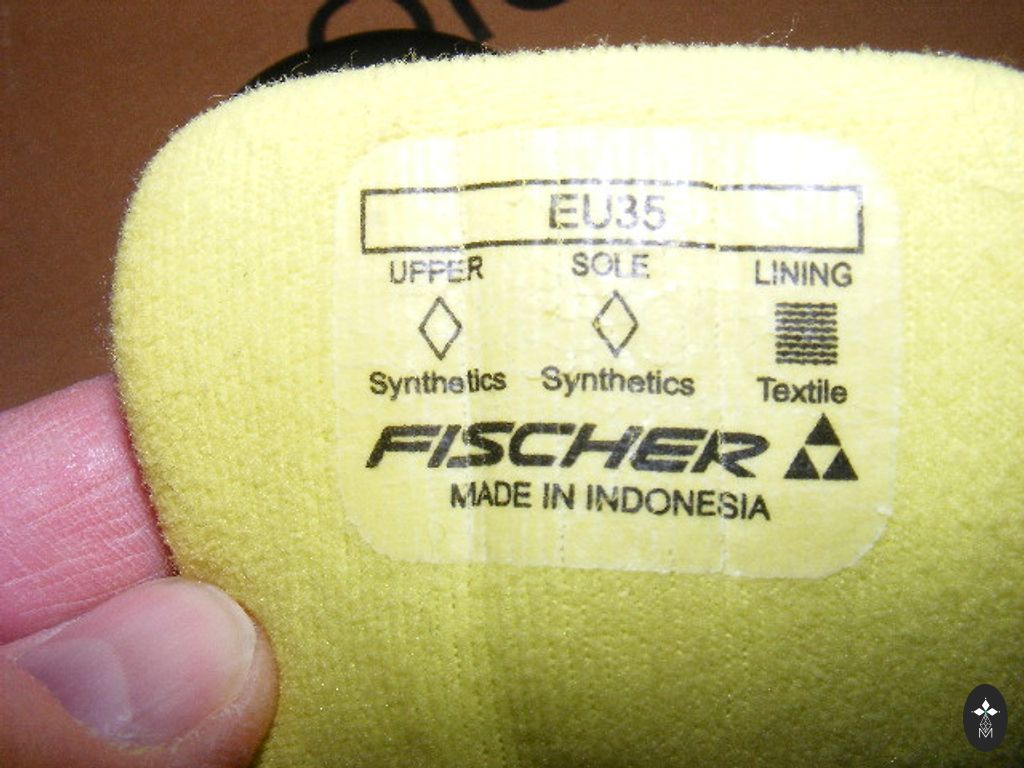 EU35
UPPER SOLE LINING
Synthetics Synthetics Textile
FISCHER
MADE IN INDONESIA
M